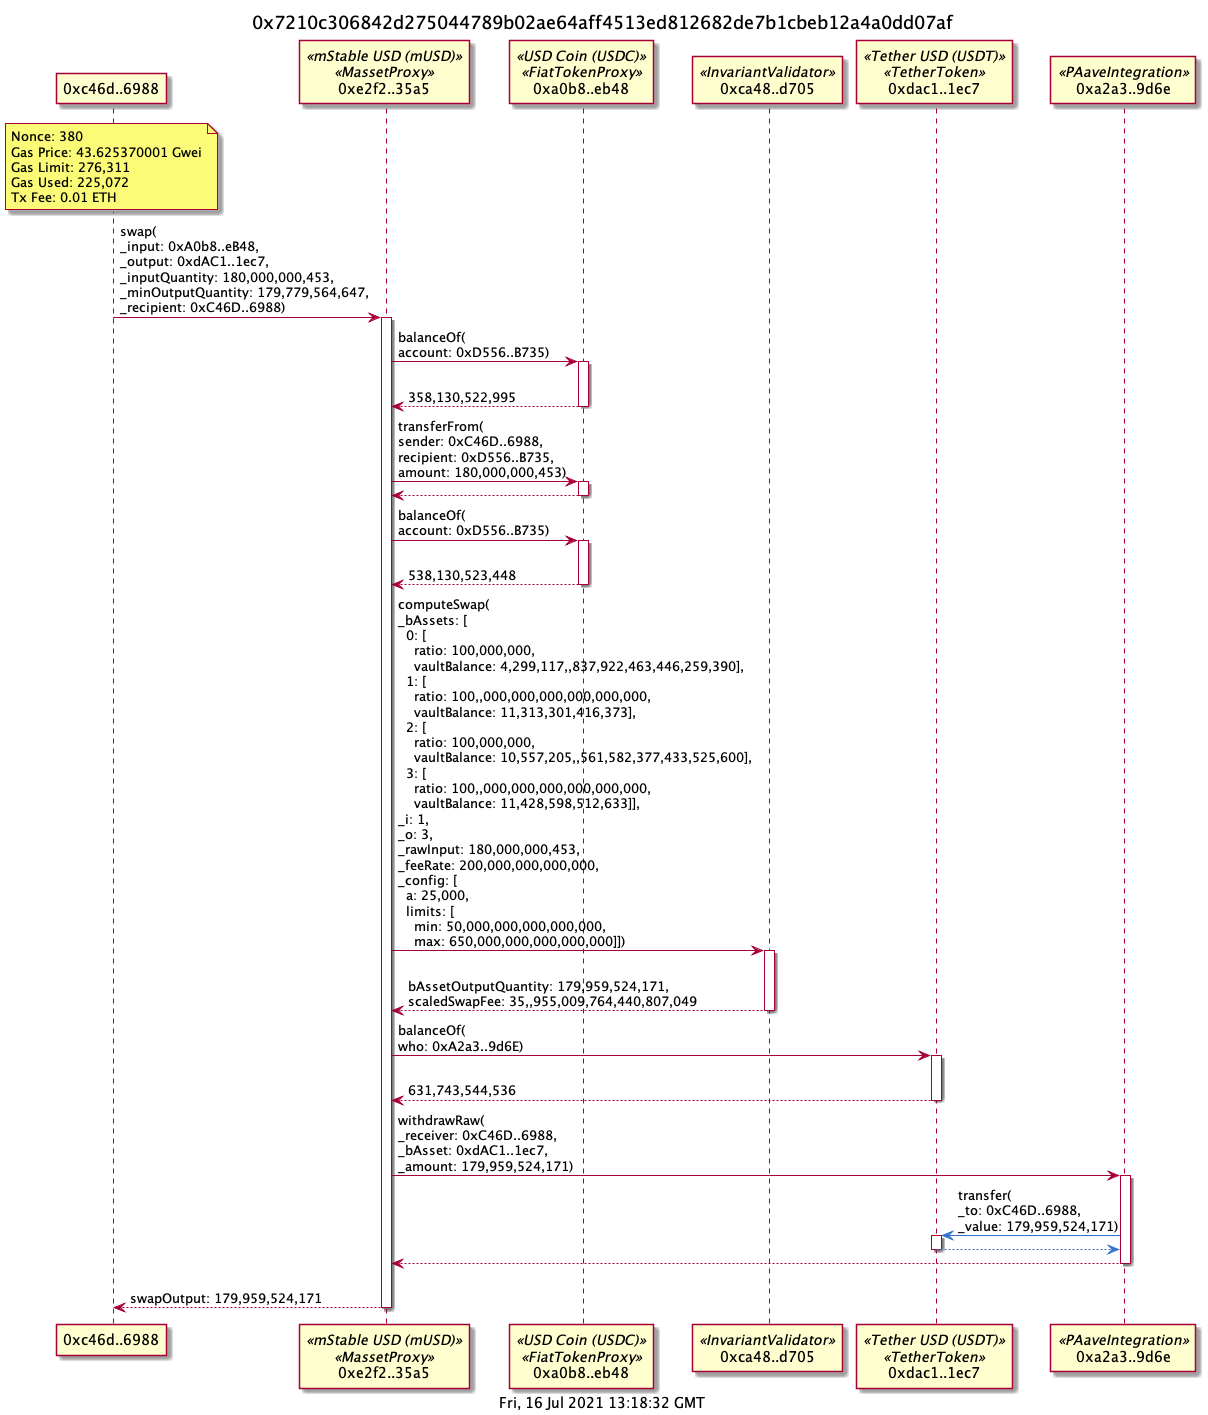 0x7210c306842d275044789b02ae64aff4513ed812682de7b1cbeb12a4a0dd07af
0xc46d..6988
«mStable USD (mUSD)»
«MassetProxy»
0xe2f2..35a5
«USD Coin (USDC)»
«FiatTokenProxy»
0xa0b8..eb48
«InvariantValidator»
0xca48..d705
«Tether USD (USDT)»
«TetherToken»
0xdac1..1ec7
«PAaveIntegration»
0xa2a3..9d6e
Nonce: 380
Gas Price: 43.625370001 Gwei
Gas Limit: 276,311
Gas Used: 225,072
Tx Fee: 0.01 ETH
swap(
_input: 0xA0b8..eB48,
_output: 0xdAC1..1ec7,
_inputQuantity: 180,000,000,453,
_minOutputQuantity: 179,779,564,647,
_recipient: 0xC46D..6988)
balanceOf(
account: 0xD556..B735)
358,130,522,995
transferFrom(
sender: 0xC46D..6988,
recipient: 0xD556..B735,
amount: 180,000,000,453)
balanceOf(
account: 0xD556..B735)
538,130,523,448
computeSwap(
_bAssets: [
0: [
ratio: 100,000,000,
vaultBalance: 4,299,117,,837,922,463,446,259,390],
1: [
ratio: 100,,000,000,000,000,000,000,
vaultBalance: 11,313,301,416,373],
2: [
ratio: 100,000,000,
vaultBalance: 10,557,205,,561,582,377,433,525,600],
3: [
ratio: 100,,000,000,000,000,000,000,
vaultBalance: 11,428,598,512,633]],
_i: 1,
_o: 3,
_rawInput: 180,000,000,453,
_feeRate: 200,000,000,000,000,
_config: [
a: 25,000,
limits: [
min: 50,000,000,000,000,000,
max: 650,000,000,000,000,000]])
bAssetOutputQuantity: 179,959,524,171,
scaledSwapFee: 35,,955,009,764,440,807,049
balanceOf(
who: 0xA2a3..9d6E)
631,743,544,536
withdrawRaw(
_receiver: 0xC46D..6988,
_bAsset: 0xdAC1..1ec7,
_amount: 179,959,524,171)
transfer(
_to: 0xC46D..6988,
_value: 179,959,524,171)
swapOutput: 179,959,524,171
0xc46d..6988
«mStable USD (mUSD)»
«MassetProxy»
0xe2f2..35a5
«USD Coin (USDC)»
«FiatTokenProxy»
0xa0b8..eb48
«InvariantValidator»
0xca48..d705
«Tether USD (USDT)»
«TetherToken»
0xdac1..1ec7
«PAaveIntegration»
0xa2a3..9d6e
Fri, 16 Jul 2021 13:18:32 GMT